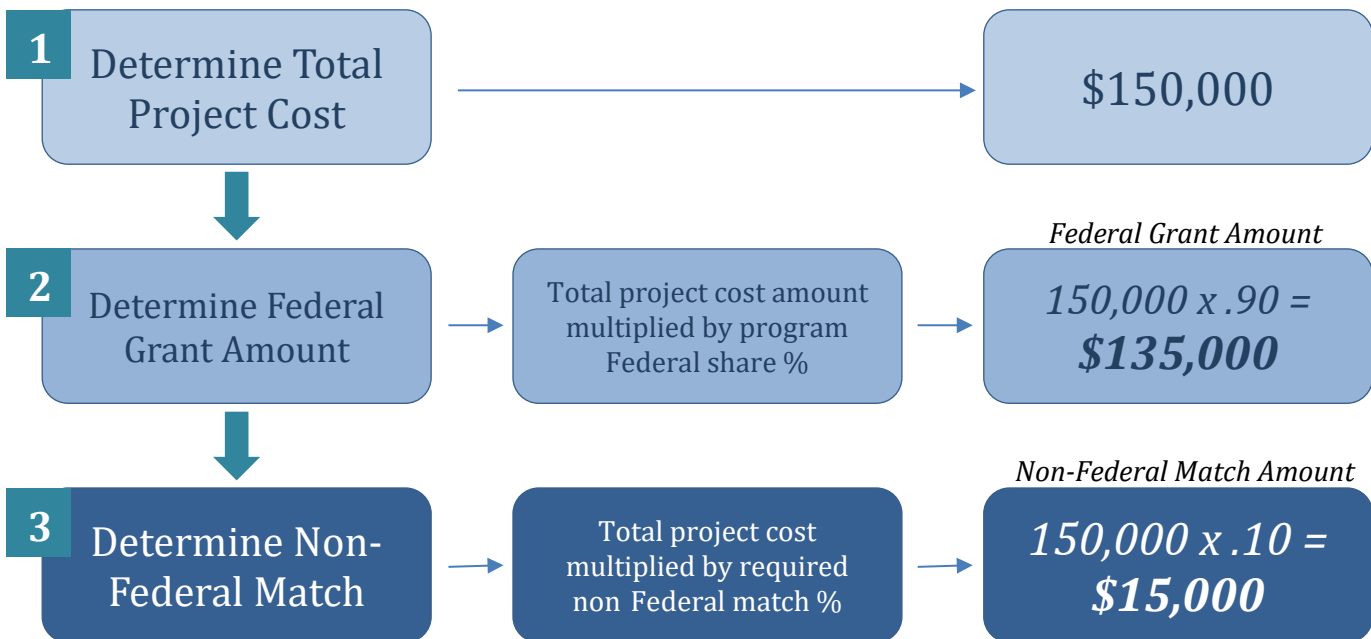 1
Determine Total
Project Cost
$150,000
2
Determine Federal
Grant Amount
Total project cost amount
multiplied by program
Federal share %
Federal Grant Amount
150,000 x .90 =
$135,000
3
Determine Non-
Federal Match
Total project cost
multiplied by required
non Federal match %
Non-Federal Match Amount
150,000 x .10 =
$15,000